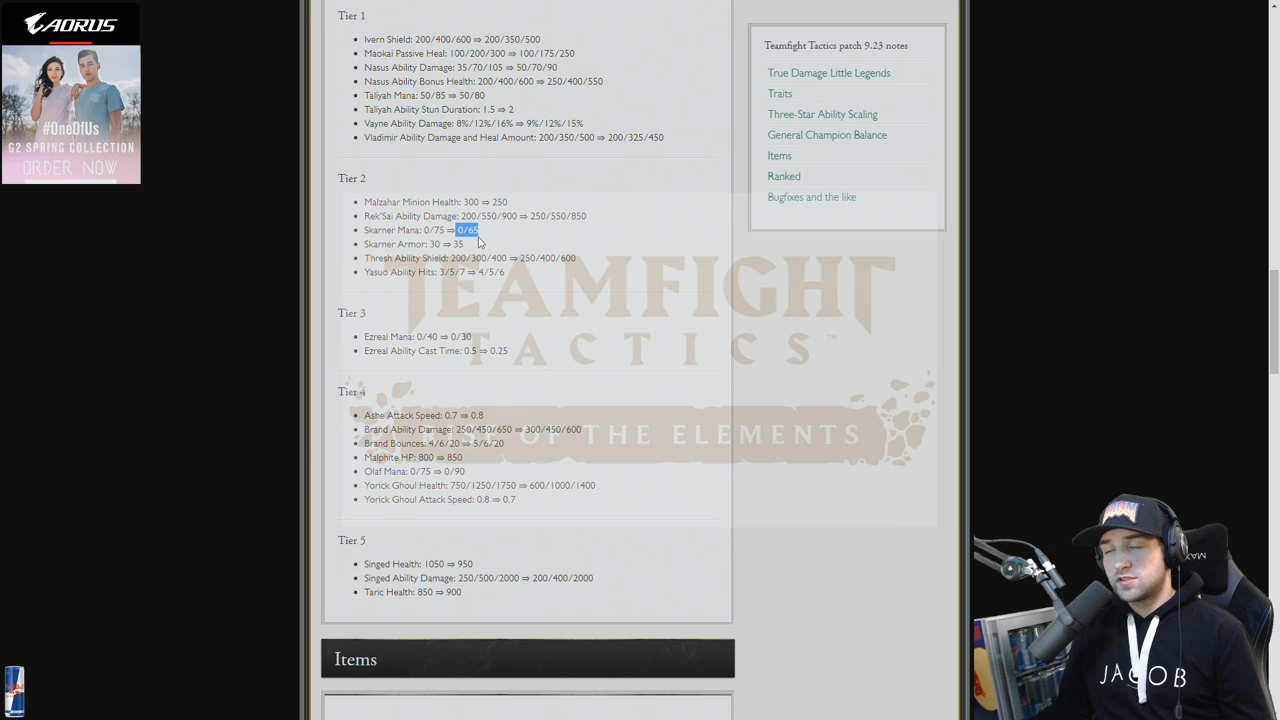 AORUS
#OneOfUs
G2 SPRING COLLECTION
ORDER NOW
Tier 1
Ivern Shield: 200/400/600 ⇒ 200/350/500
Maokai Passive Heal: 100/200/300 ⇒ 100/175/250
Nasus Ability Damage: 35/70/105 ⇒ 50/70/90
Nasus Ability Bonus Health: 200/400/600 ⇒ 250/400/550
Taliyah Mana: 50/85 ⇒ 50/80
Taliyah Ability Stun Duration: 1.5 ⇒ 2
Vayne Ability Damage: 8%/12%/16% ⇒ 9%/12%/15%
Vladimir Ability Damage and Heal Amount: 200/350/500 ⇒ 200/325/450
Tier 2
Malzahar Minion Health: 300 ⇒ 250
Rek'Sai Ability Damage: 200/550/900 ⇒ 250/550/850
Skarner Mana: 0/75 ⇒ 0/65
Skarner Armor: 30 ⇒ 35
Thresh Ability Shield: 200/300/400 ⇒ 250/400/600
Yasuo Ability Hits: 3/5/7 ⇒ 4/5/6
Tier 3
Ezreal Mana: 0/40 ⇒ 0/30
Ezreal Ability Cast Time: 0.5 ⇒ 0.25
Tier 4
Ashe Attack Speed: 0.7 ⇒ 0.8
Brand Ability Damage: 250/450/650 ⇒ 300/450/600
Brand Bounces: 4/6/20 ⇒ 5/6/20
Malphite HP: 800 ⇒ 850
Olaf Mana: 0/75 ⇒ 0/90
Yorick Ghoul Health: 750/1250/1750 ⇒ 600/1000/1400
Yorick Ghoul Attack Speed: 0.8 ⇒ 0.7
Tier 5
Singed Health: 1050 ⇒ 950
Singed Ability Damage: 250/500/2000 ⇒ 200/400/2000
Taric Health: 850 ⇒ 900
Items
Teamfight Tactics patch 9.23 notes
True Damage Little Legends
Traits
Three-Star Ability Scaling
General Champion Balance
Items
Ranked
Bugfixes and the like
TEAMFIGHT
TACTICS™
OF THE ELEMENTS
DOOM
JACOB